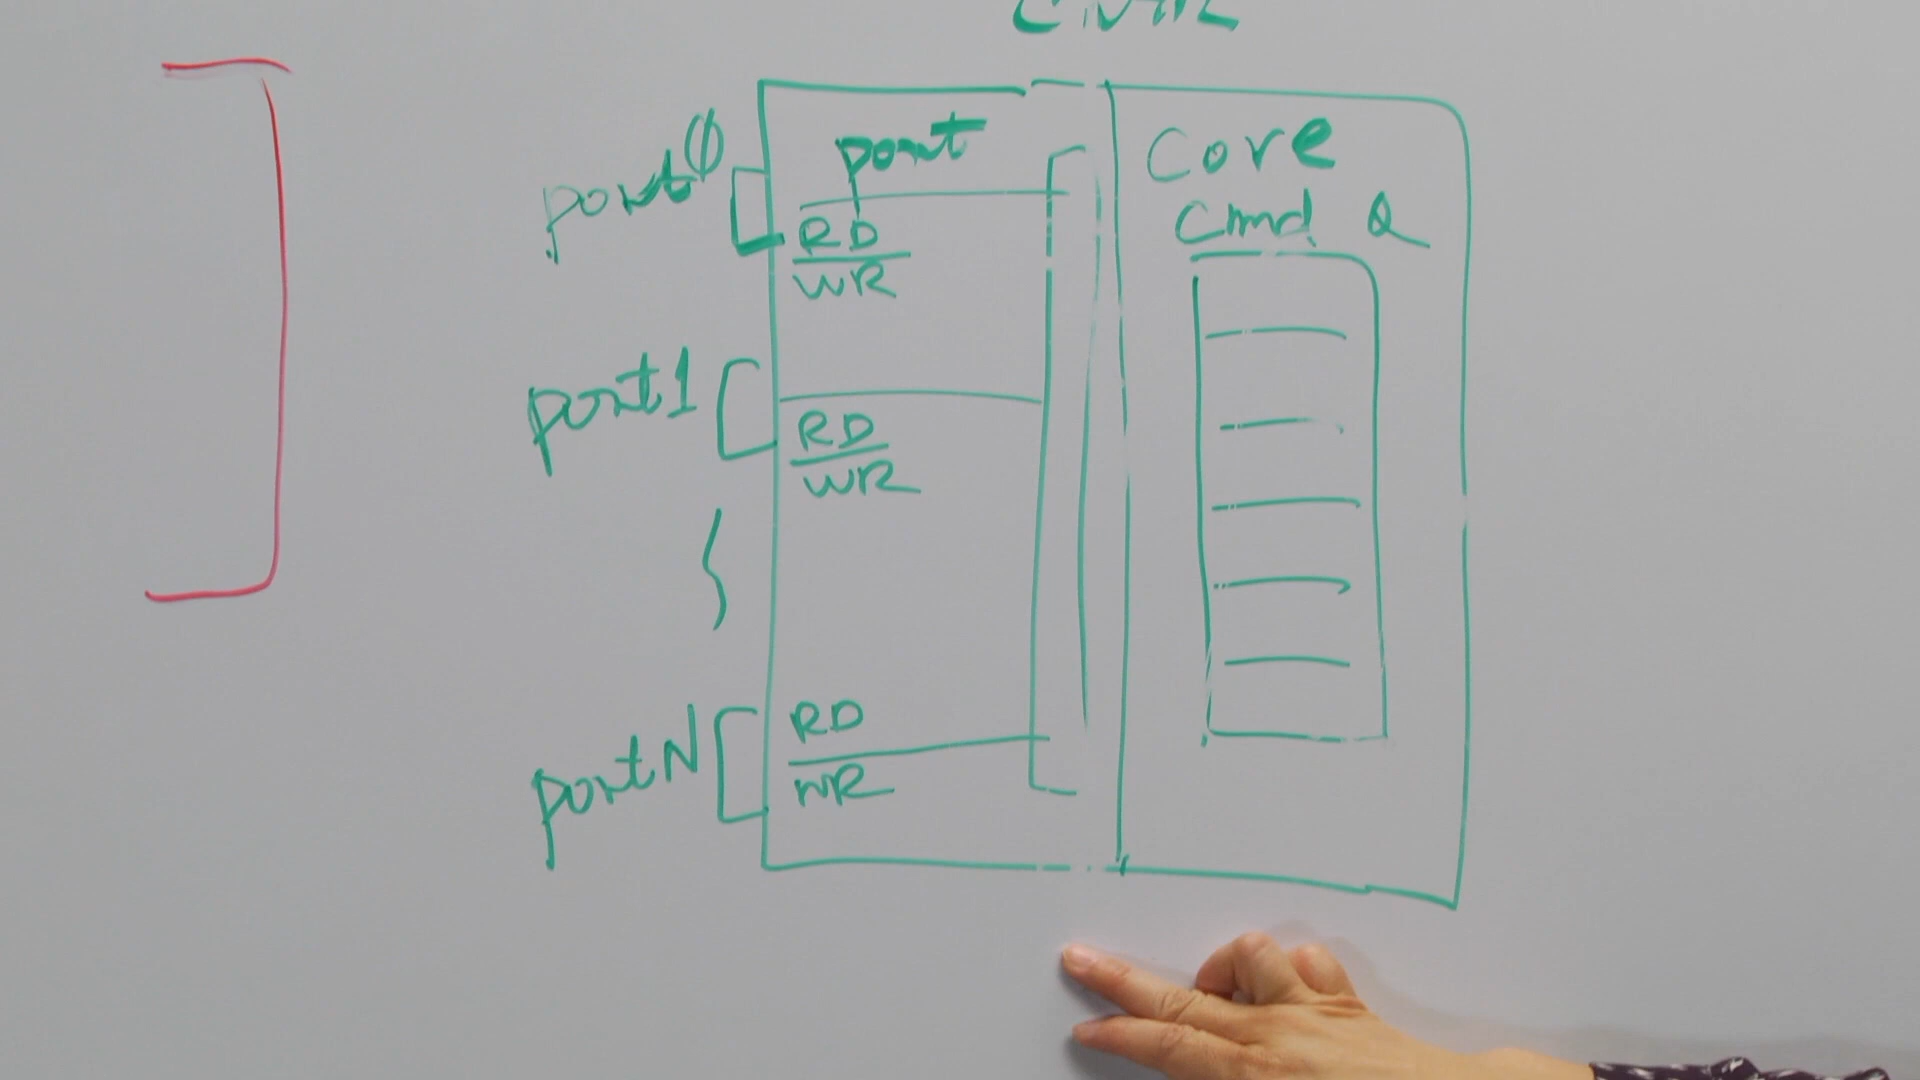 port0
port
RD
WR
port1
RD
WR
portN
RD
WR
Core
Cmd Q